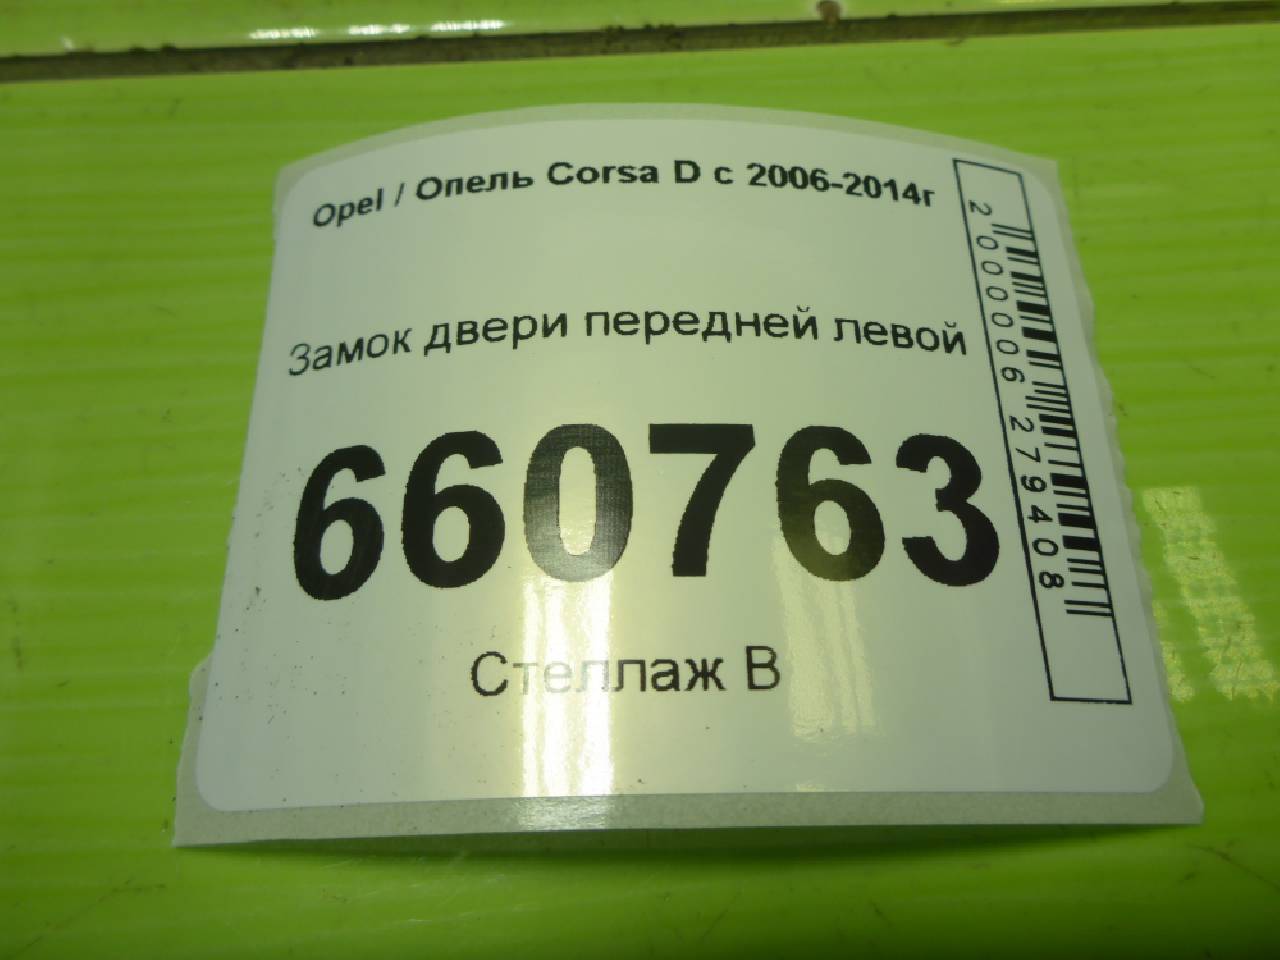 Opel / Опель Corsa D с 2006-2014г
Замок двери передней левой
660763
Стеллаж В
2000006279408